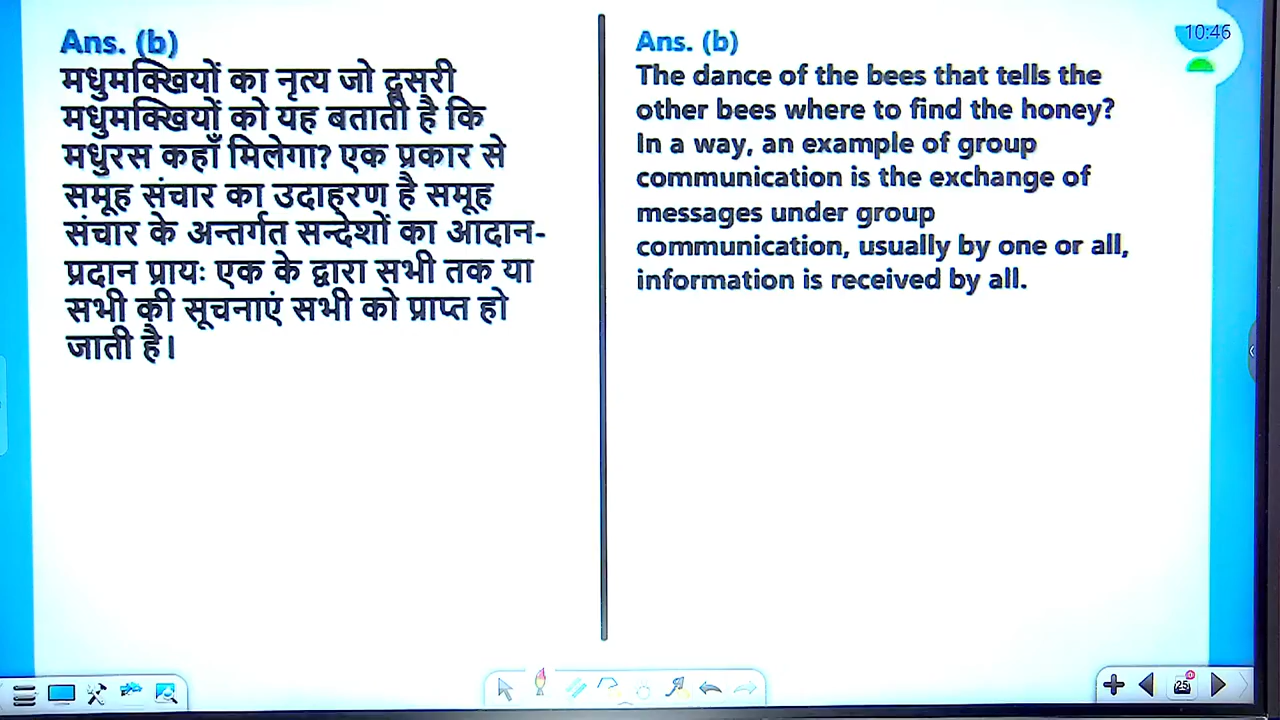 Ans. (b)
मधुमक्खियों का नृत्य जो दूसरी
मधुमक्खियों को यह बताती है कि
मधुरस कहाँ मिलेगा? एक प्रकार से
समूह संचार का उदाहरण है समूह
संचार के अन्तर्गत सन्देशों का आदान-
प्रदान प्रायः एक के द्वारा सभी तक या
सभी की सूचनाएं सभी को प्राप्त हो
जाती है।
Ans. (b)
The dance of the bees that tells the
other bees where to find the honey?
In a way, an example of group
communication is the exchange of
messages under group
communication, usually by one or all,
information is received by all.
10:46
25